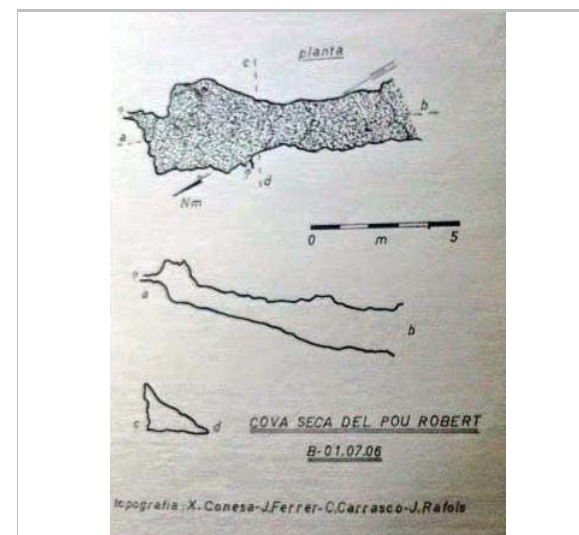 planta
c
?
a
b
? d
Nm
0 m 5
?
a
b
c d
COVA SECA DEL POU ROBERT
B-01.07.06
topografia: X.Conesa-J.Ferrer-C.Carrasco-J.Rafols